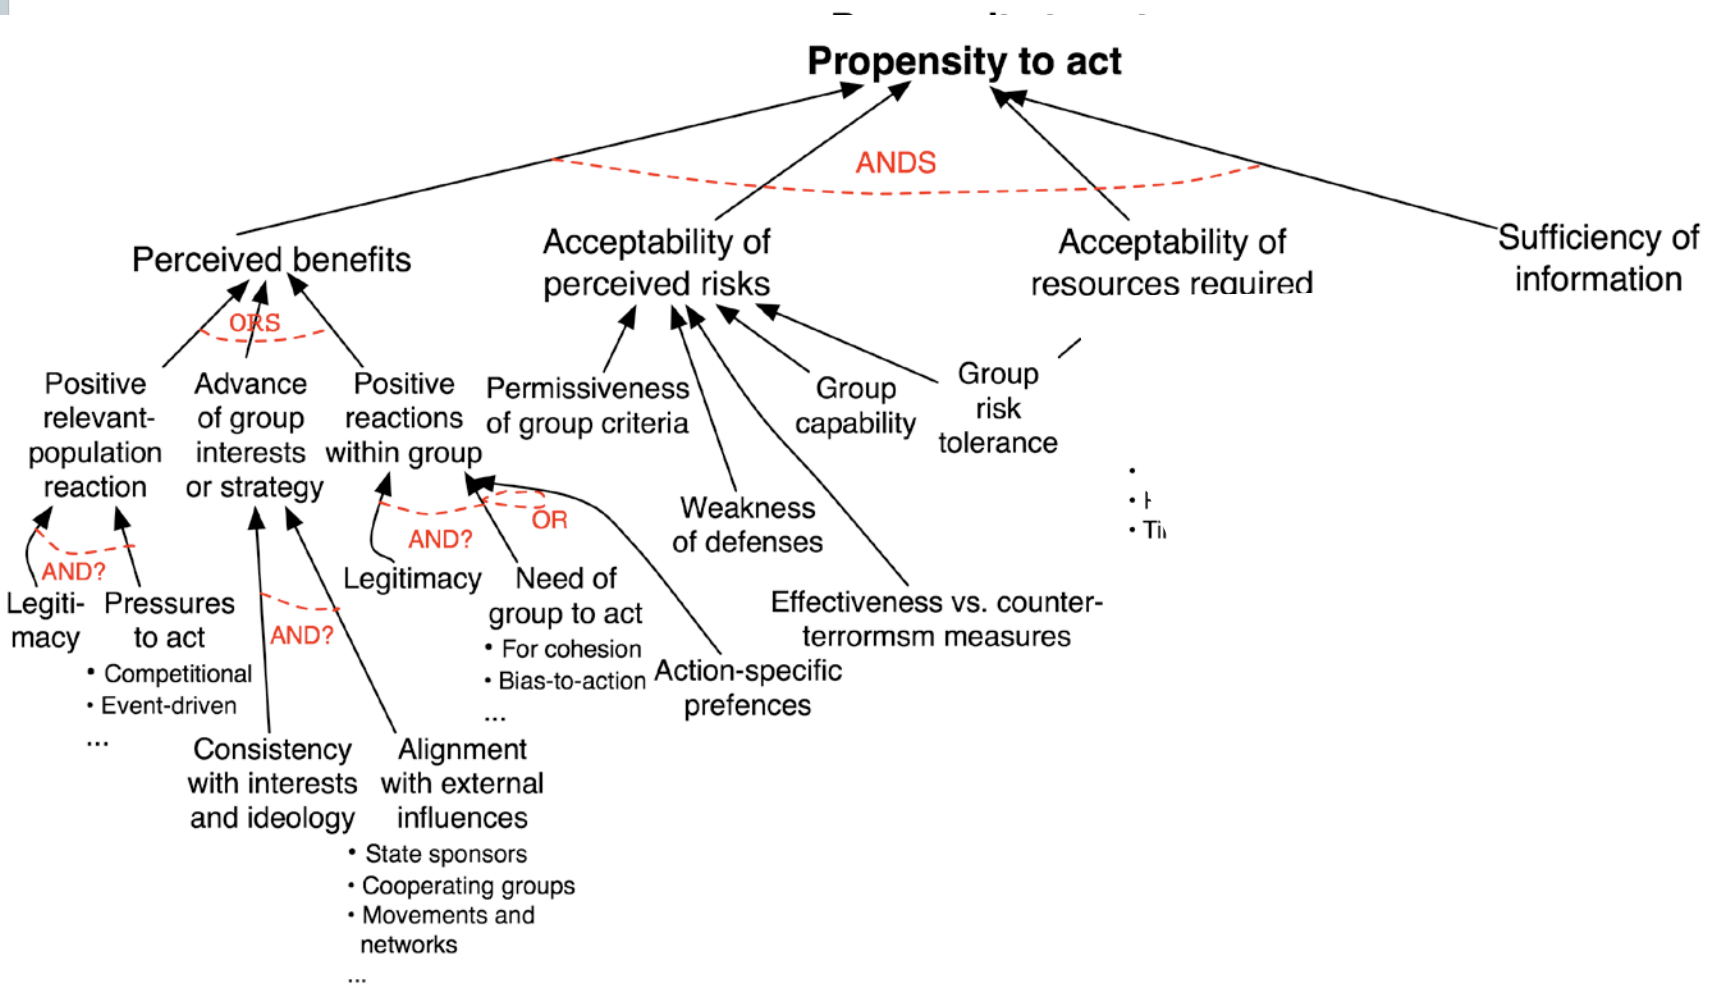 Propensity to act
ANDS
Perceived benefits
Acceptability of
perceived risks
Acceptability of
resources required
Sufficiency of
information
ORS
Positive
relevant-
population
reaction
Advance
of group
interests
or strategy
Positive
reactions
within group
Permissiveness
of group criteria
Group
capability
Group
risk
tolerance
Weakness
of defenses
Effectiveness vs. counter-
terrormsm measures
AND?
OR
AND?
Legiti-
macy
Pressures
to act
• Competitional
• Event-driven
...
AND?
Legitimacy
Need of
group to act
• For cohesion
• Bias-to-action
...
Action-specific
prefences
Consistency
with interests
and ideology
Alignment
with external
influences
• State sponsors
• Cooperating groups
• Movements and
networks
...